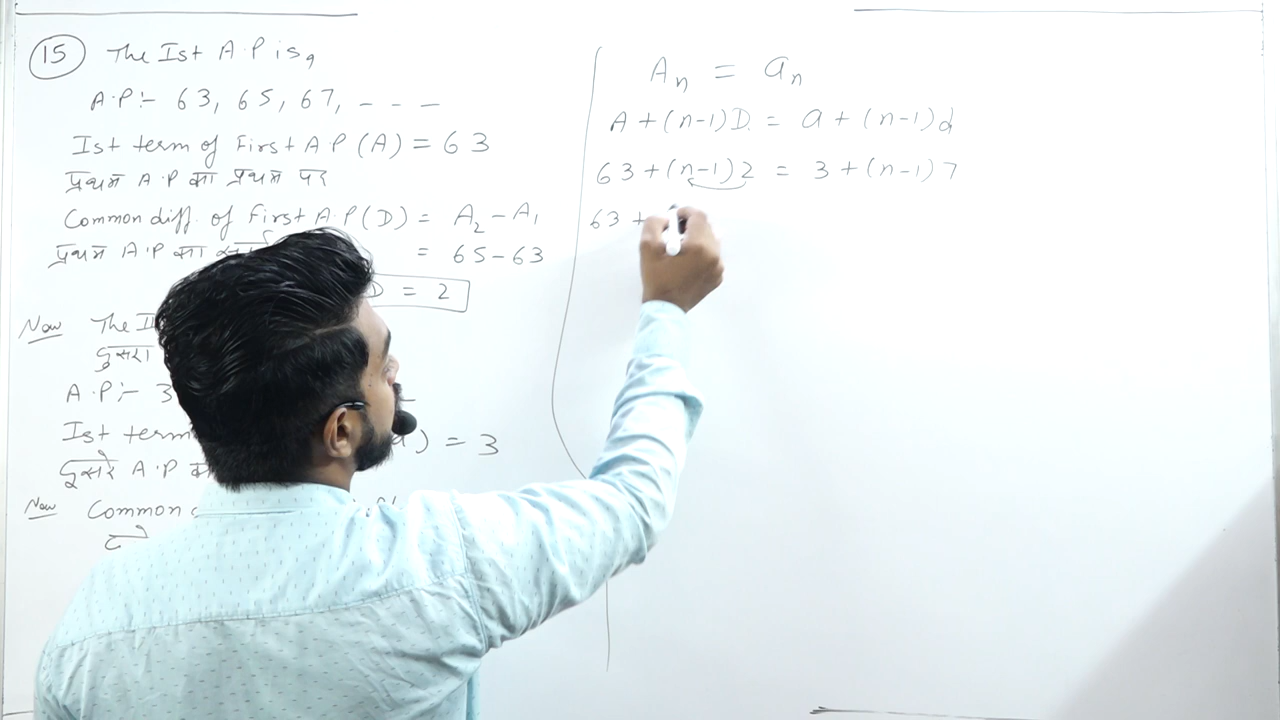 15 The Ist A.P is,
A.P:- 63, 65, 67, - - -
Ist term of First A.P (A) = 63
प्रथम A.P का प्रथम पद
Common diff. of First A.P (D) = A₂ - A₁
प्रथम A.P का = 65-63
D = 2
Now The II
दुसरा
A.P:- 3
Ist term ) = 3
दुसरे A.P का
Now Common
Aₙ = aₙ
A + (n-1)D = a + (n-1)d
63 + (n-1)2 = 3 + (n-1)7
63 +